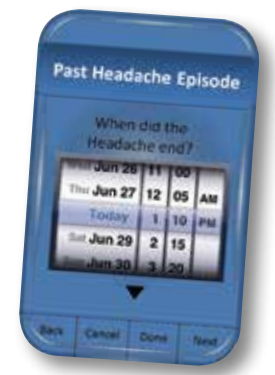 Past Headache Episode
When did the
Headache end?
Wed Jun 26 11 00
Thu Jun 27 12 05 AM
Today 1 10 PM
Sat Jun 29 2 15
Sun Jun 30 3 20
Back Cancel Done Next